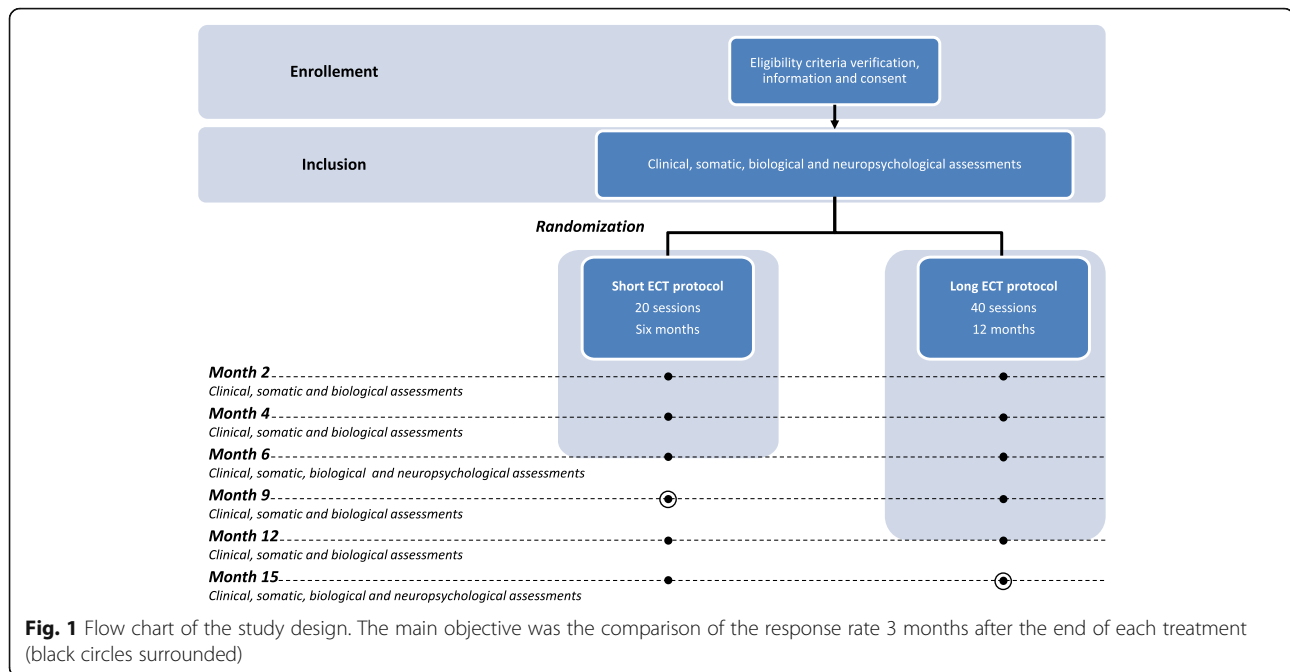 Enrollement
Eligibility criteria verification,
information and consent
Inclusion
Clinical, somatic, biological and neuropsychological assessments
Randomization
Short ECT protocol
20 sessions
Six months
Long ECT protocol
40 sessions
12 months
Month 2
Clinical, somatic and biological assessments
Month 4
Clinical, somatic and biological assessments
Month 6
Clinical, somatic, biological and neuropsychological assessments
Month 9
Clinical, somatic and biological assessments
Month 12
Clinical, somatic and biological assessments
Month 15
Clinical, somatic, biological and neuropsychological assessments
Fig. 1 Flow chart of the study design. The main objective was the comparison of the response rate 3 months after the end of each treatment
(black circles surrounded)